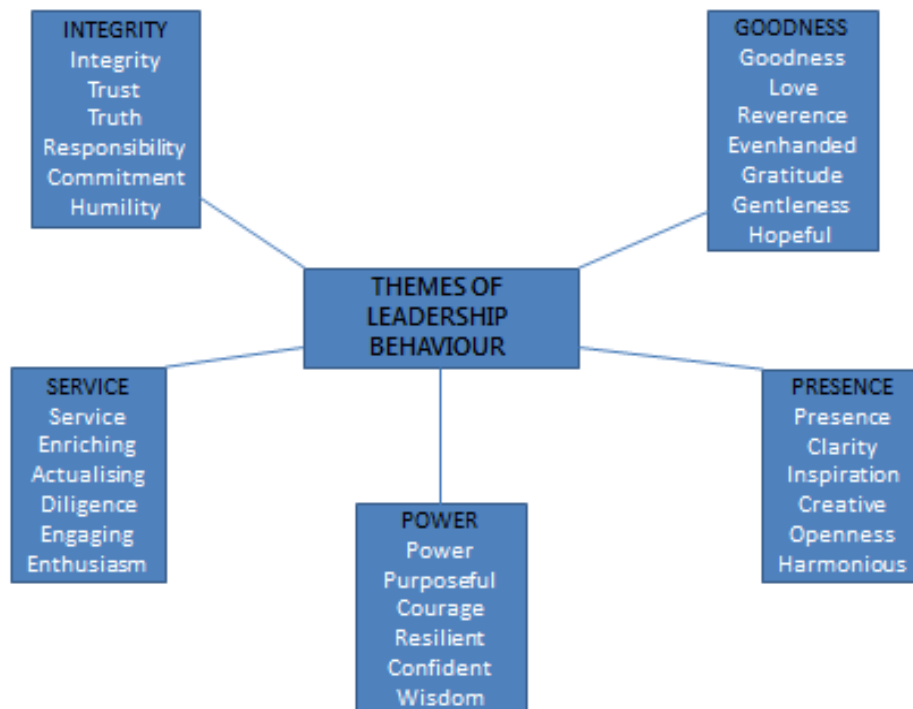 INTEGRITY
Integrity
Trust
Truth
Responsibility
Commitment
Humility
GOODNESS
Goodness
Love
Reverence
Evenhanded
Gratitude
Gentleness
Hopeful
THEMES OF
LEADERSHIP
BEHAVIOUR
SERVICE
Service
Enriching
Actualising
Diligence
Engaging
Enthusiasm
POWER
Power
Purposeful
Courage
Resilient
Confident
Wisdom
PRESENCE
Presence
Clarity
Inspiration
Creative
Openness
Harmonious